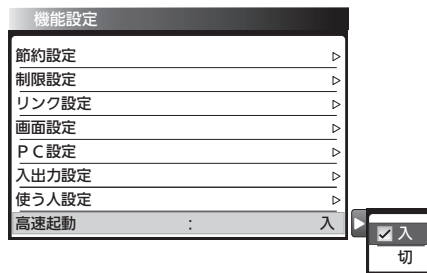 機能設定
節約設定
制限設定
リンク設定
画面設定
ＰＣ設定
入出力設定
使う人設定
高速起動 : 入
入
切